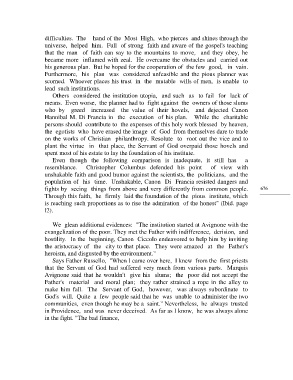 difficulties. The hand of the Most High, who pierces and shines through the
universe, helped him. Full of strong faith and aware of the gospel's teaching
that the man of faith can say to the mountains to move, and they obey, he
became more inflamed with zeal. He overcame the obstacles and carried out
his generous plan. But he hoped for the cooperation of the few good, in vain.
Furthermore, his plan was considered unfeasible and the pious planner was
scorned. Whoever places his trust in the mutable wills of men, is unable to
lead such institutions.
Others considered the institution utopia, and such as to fail for lack of
means. Even worse, the planner had to fight against the owners of those slums
who by greed increased the value of their hovels, and dejected Canon
Hannibal M. Di Francia in the execution of his plan. While the charitable
persons should contribute to the expenses of this holy work blessed by heaven,
the egotists who have erased the image of God from themselves dare to trade
on the works of Christian philanthropy. Resolute to root out the vice and to
plant the virtue in that place, the Servant of God overpaid those hovels and
spent most of his estate to lay the foundation of his institute.
Even though the following comparison is inadequate, it still has a
resemblance. Christopher Columbus defended his point of view with
unshakable faith and good humor against the scientists, the politicians, and the
population of his time. Unshakable, Canon Di Francia resisted dangers and
fights by seeing things from above and very differently from common people.
Through this faith, he firmly laid the foundation of the pious institute, which
is reaching such proportions as to rise the admiration of the honest" (Ibid. page
12).
We glean additional evidence: "The institution started at Avignone with the
evangelization of the poor. They met the Father with indifference, derision, and
hostility. In the beginning, Canon Ciccolo endeavored to help him by inviting
the aristocracy of the city to that place. They were amazed at the Father's
heroism, and disgusted by the environment."
Says Father Russello, "When I came over here, I knew from the first priests
that the Servant of God had suffered very much from various parts. Marquis
Avignone said that he wouldn't give his slums; the poor did not accept the
Father's material and moral plan; they rather strained a rope in the alley to
make him fall. The Servant of God, however, was always subordinate to
God's will. Quite a few people said that he was unable to administer the two
communities, even though he may be a saint." Nevertheless, he always trusted
in Providence, and was never deceived. As far as I know, he was always alone
in the fight. "The bad finance,